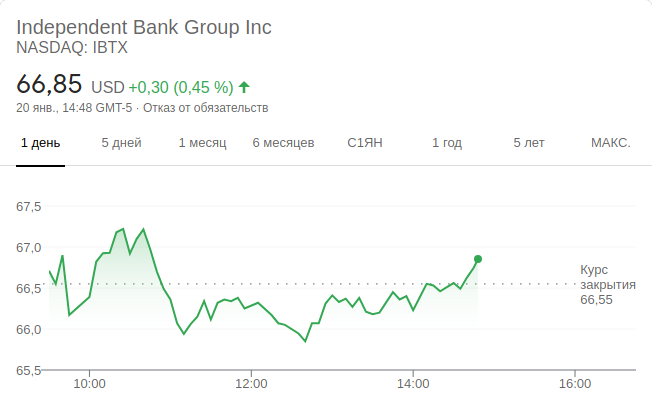 Independent Bank Group Inc
NASDAQ: IBTX
66,85 USD +0,30 (0,45 %)
20 янв., 14:48 GMT-5 · Отказ от обязательств
1 день 5 дней 1 месяц 6 месяцев С1ЯН 1 год 5 лет МАКС.
67,5
67,0
66,5
66,0
65,5
Курс
закрытия
66,55
10:00 12:00 14:00 16:00